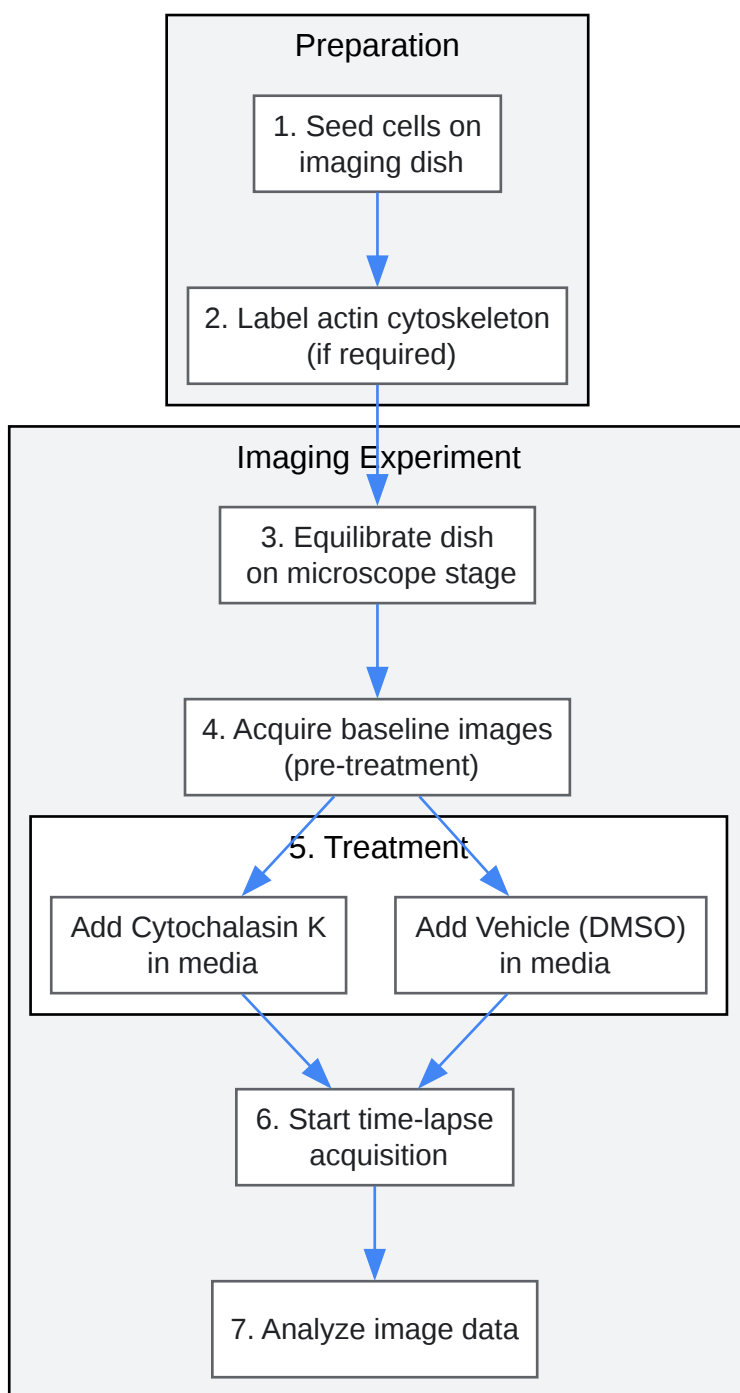 Preparation
1. Seed cells on
imaging dish
2. Label actin cytoskeleton
(if required)
Imaging Experiment
3. Equilibrate dish
on microscope stage
4. Acquire baseline images
(pre-treatment)
5. Treatment
Add Cytochalasin K
in media
Add Vehicle (DMSO)
in media
6. Start time-lapse
acquisition
7. Analyze image data